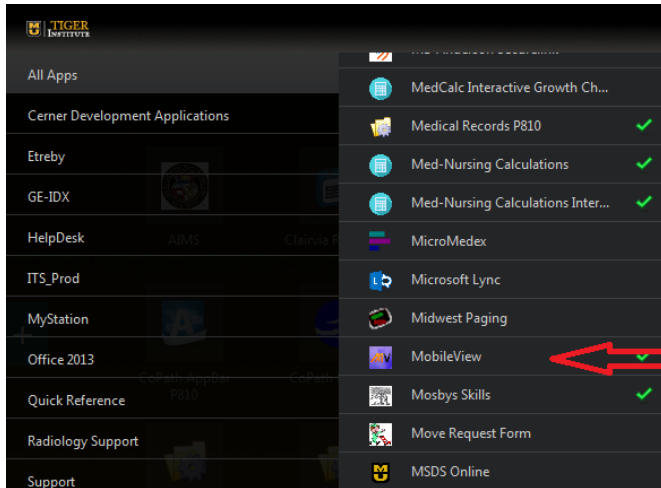 TIGER
INSTITUTE
All Apps
Cerner Development Applications
Etreby
GE-IDX
HelpDesk
ITS_Prod
MyStation
Office 2013
Quick Reference
Radiology Support
Support
AIMS
CoPath AppBar
P810
MedCalc Interactive Growth Ch...
Medical Records P810
Med-Nursing Calculations
Med-Nursing Calculations Inter...
MicroMedex
Microsoft Lync
Midwest Paging
MobileView
Mosbys Skills
Move Request Form
MSDS Online